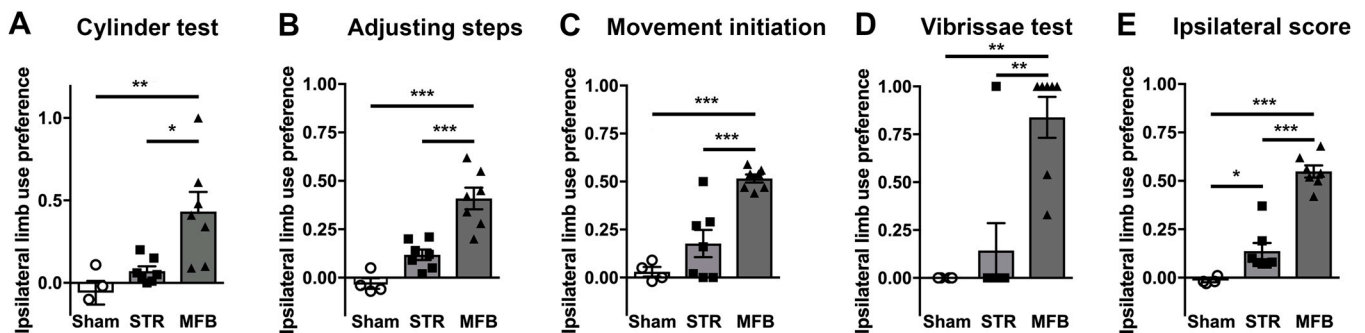 A Cylinder test
Ipsilateral limb use preference
1.0
0.5
0.0
**
*
Sham STR MFB
B Adjusting steps
Ipsilateral limb use preference
1.00
0.75
0.50
0.25
0.00
***
***
Sham STR MFB
C Movement initiation
Ipsilateral limb use preference
1.00
0.75
0.50
0.25
0.00
***
***
Sham STR MFB
D Vibrissae test
Ipsilateral limb use preference
1.00
0.75
0.50
0.25
0.00
**
**
Sham STR MFB
E Ipsilateral score
Ipsilateral limb use preference
1.00
0.75
0.50
0.25
0.00
***
***
*
Sham STR MFB